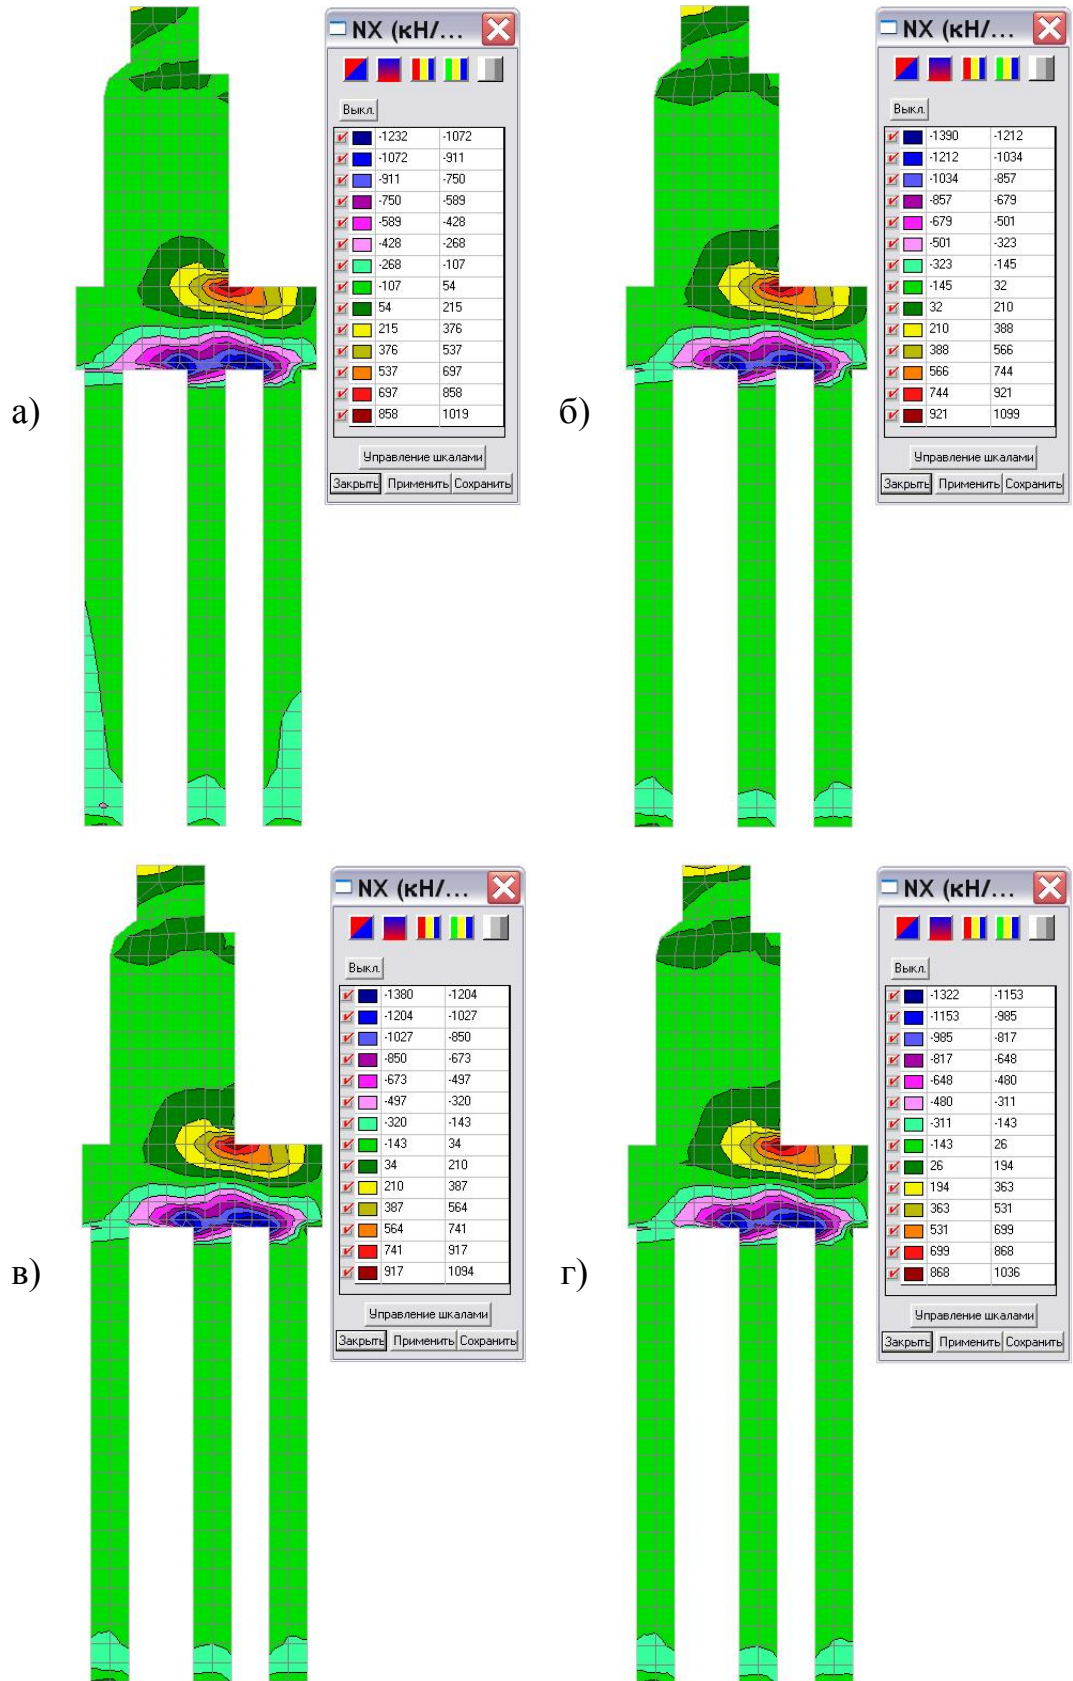 а)
NX (кН/...
Выкл.
-1232 -1072
-1072 -911
-911 -750
-750 -589
-589 -428
-428 -268
-268 -107
-107 54
54 215
215 376
376 537
537 697
697 858
858 1019
Управление шкалами
Закрыть Применить Сохранить
б)
NX (кН/...
Выкл.
-1390 -1212
-1212 -1034
-1034 -857
-857 -679
-679 -501
-501 -323
-323 -145
-145 32
32 210
210 388
388 566
566 744
744 921
921 1099
Управление шкалами
Закрыть Применить Сохранить
в)
NX (кН/...
Выкл.
-1380 -1204
-1204 -1027
-1027 -850
-850 -673
-673 -497
-497 -320
-320 -143
-143 34
34 210
210 387
387 564
564 741
741 917
917 1094
Управление шкалами
Закрыть Применить Сохранить
г)
NX (кН/...
Выкл.
-1322 -1153
-1153 -985
-985 -817
-817 -648
-648 -480
-480 -311
-311 -143
-143 26
26 194
194 363
363 531
531 699
699 868
868 1036
Управление шкалами
Закрыть Применить Сохранить